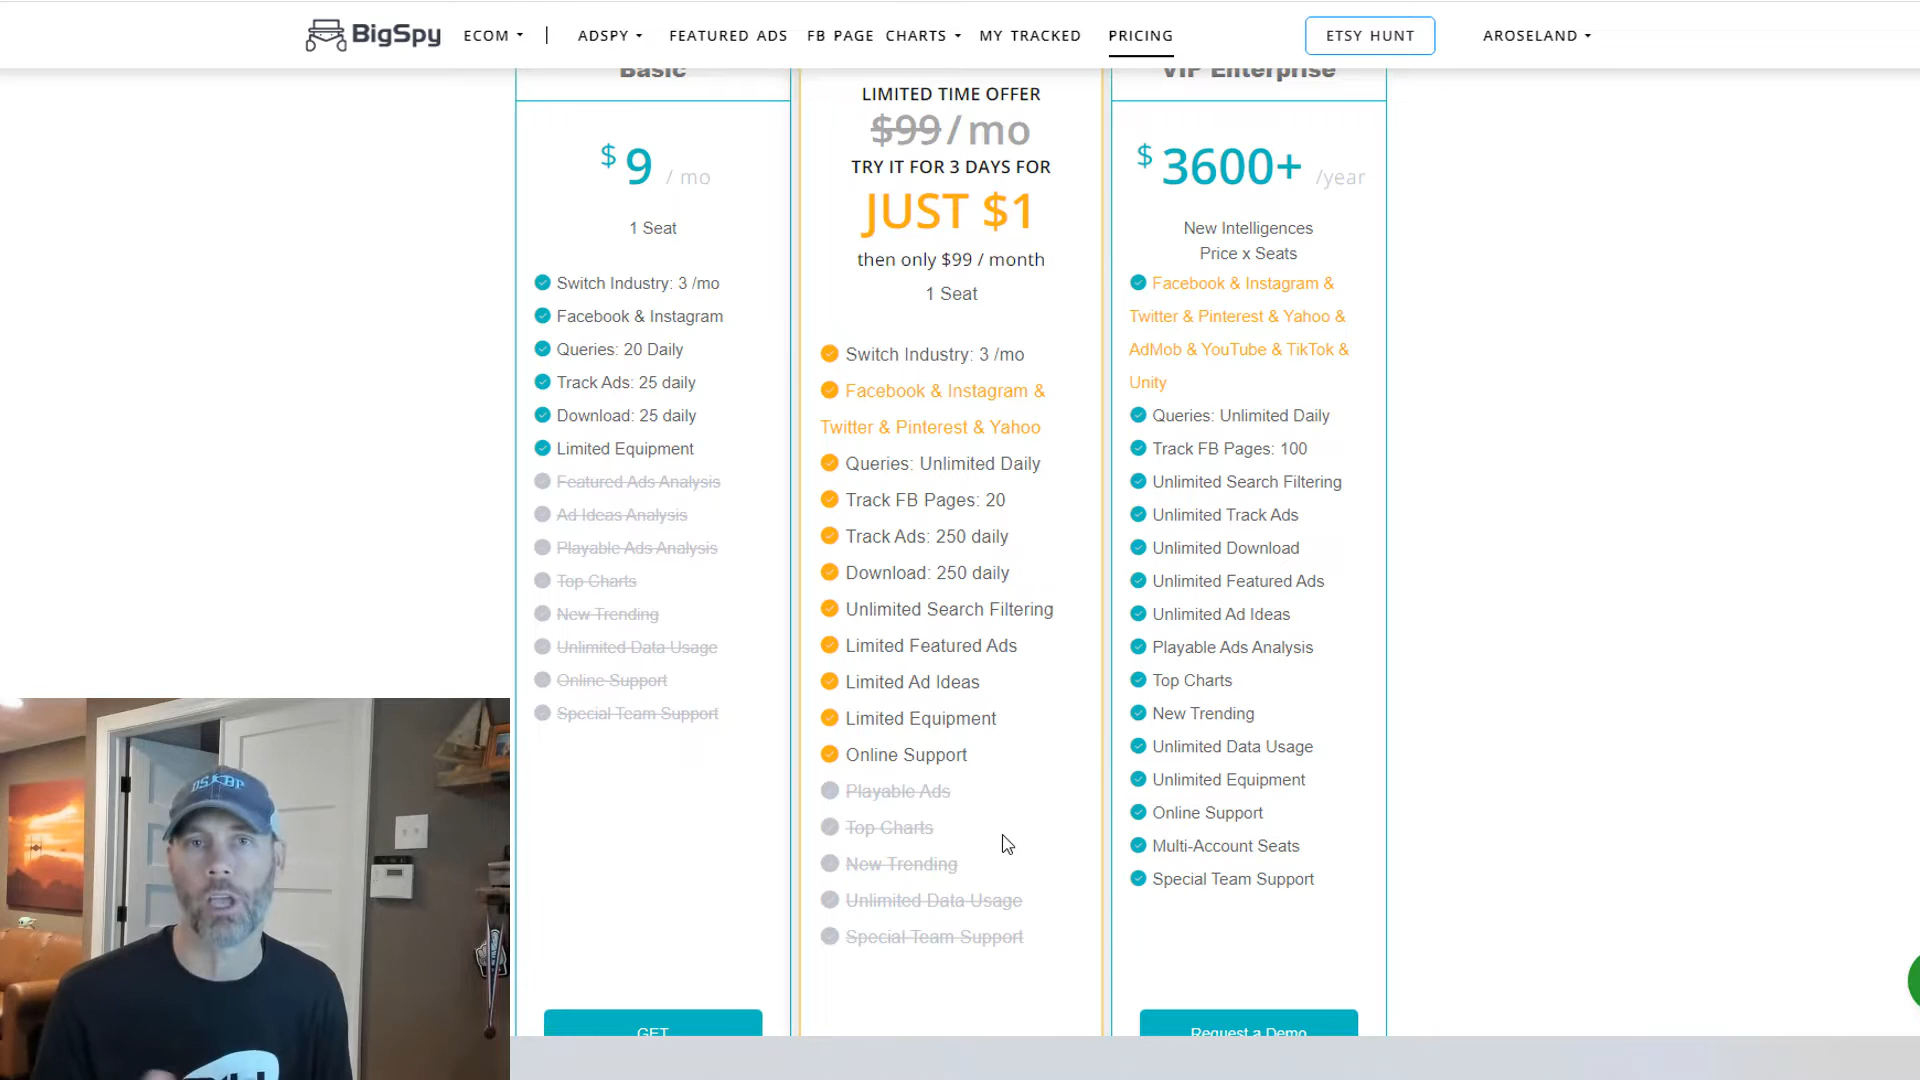 BigSpy
ECOM
ADSPY
FEATURED ADS
FB PAGE
CHARTS
MY TRACKED
PRICING
ETSY HUNT
AROSELAND
Basic
$ 9 / mo
1 Seat
Switch Industry: 3 /mo
Facebook & Instagram
Queries: 20 Daily
Track Ads: 25 daily
Download: 25 daily
Limited Equipment
Featured Ads Analysis
Ad Ideas Analysis
Playable Ads Analysis
Top Charts
New Trending
Unlimited Data Usage
Online Support
Special Team Support
GET
LIMITED TIME OFFER
$99/mo
TRY IT FOR 3 DAYS FOR
JUST $1
then only $99 / month
1 Seat
Switch Industry: 3 /mo
Facebook & Instagram &
Twitter & Pinterest & Yahoo
Queries: Unlimited Daily
Track FB Pages: 20
Track Ads: 250 daily
Download: 250 daily
Unlimited Search Filtering
Limited Featured Ads
Limited Ad Ideas
Limited Equipment
Online Support
Playable Ads
Top Charts
New Trending
Unlimited Data Usage
Special Team Support
VIP Enterprise
$ 3600+ /year
New Intelligences
Price x Seats
Facebook & Instagram &
Twitter & Pinterest & Yahoo &
AdMob & YouTube & TikTok &
Unity
Queries: Unlimited Daily
Track FB Pages: 100
Unlimited Search Filtering
Unlimited Track Ads
Unlimited Download
Unlimited Featured Ads
Unlimited Ad Ideas
Playable Ads Analysis
Top Charts
New Trending
Unlimited Data Usage
Unlimited Equipment
Online Support
Multi-Account Seats
Special Team Support
Request a Demo